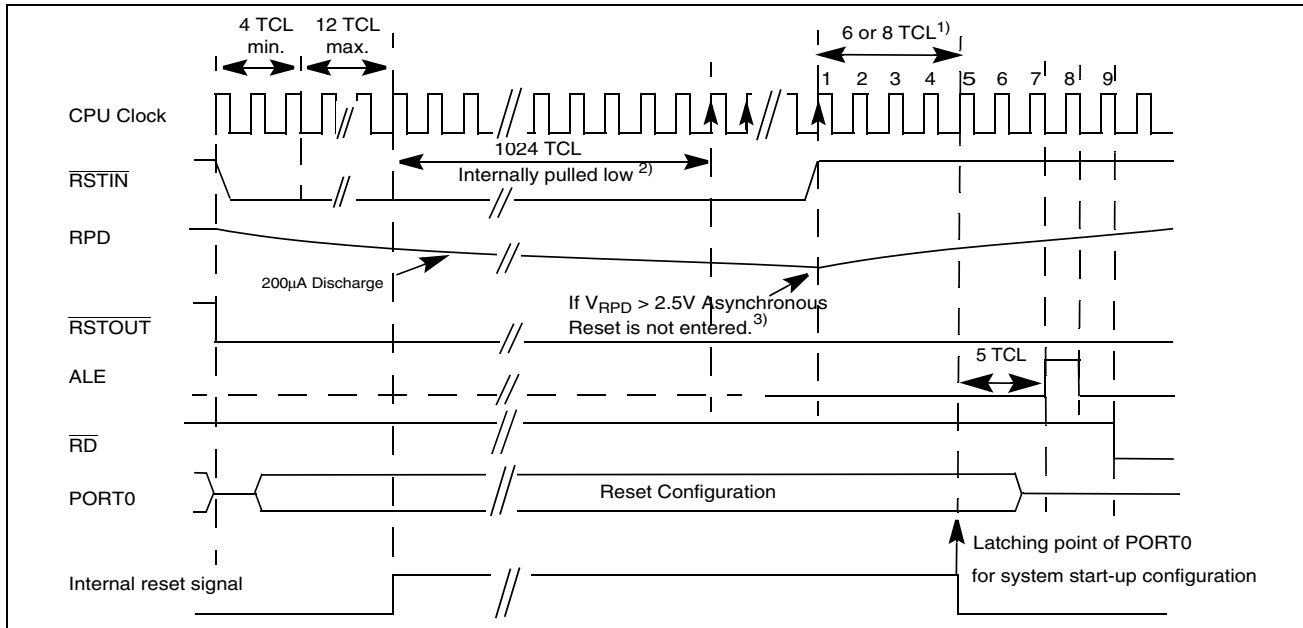 4 TCL
min.
12 TCL
max.
6 or 8 TCL1)
1 2 3 4 5 6 7 8 9
CPU Clock
1024 TCL
Internally pulled low 2)
RSTIN
RPD
200µA Discharge
If VRPD > 2.5V Asynchronous
Reset is not entered.3)
RSTOUT
5 TCL
ALE
RD
PORT0
Reset Configuration
Latching point of PORT0
for system start-up configuration
Internal reset signal